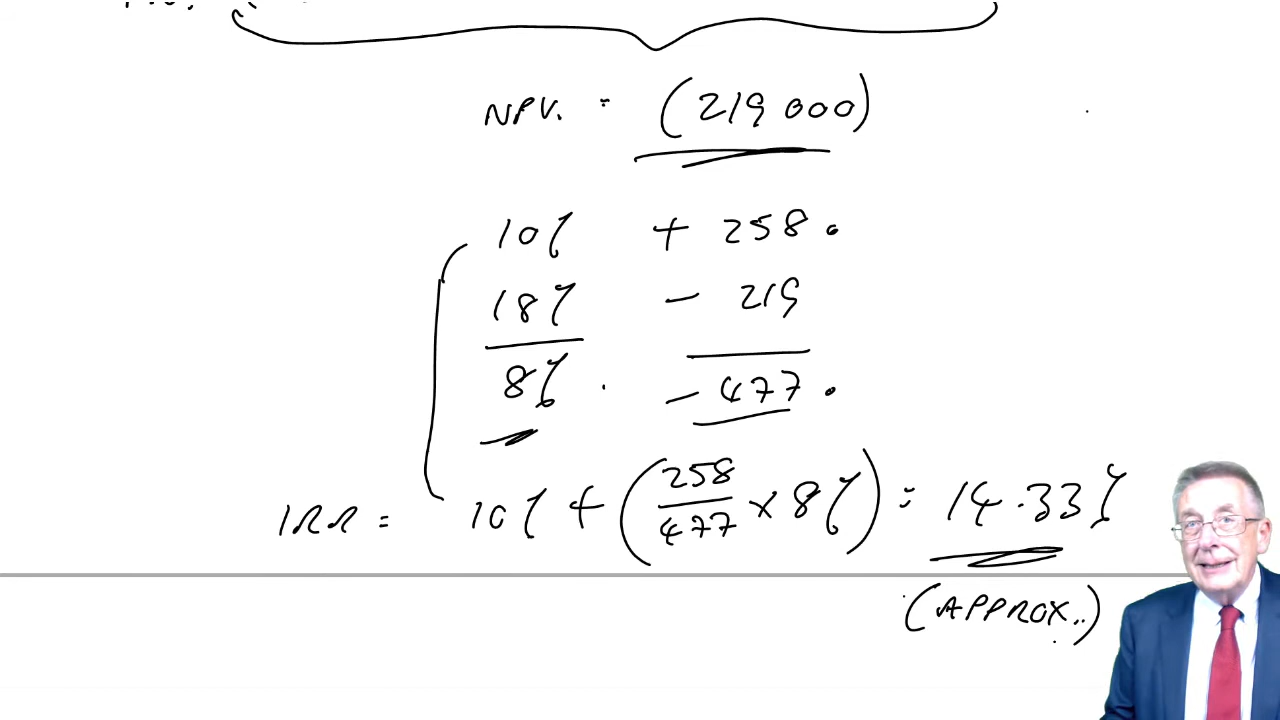 NPV. = (219 000)
10% + 258.
18% - 219
8% . - 477.
IRR = 10% + (258/477 x 8%) = 14.33%
(APPROX..)